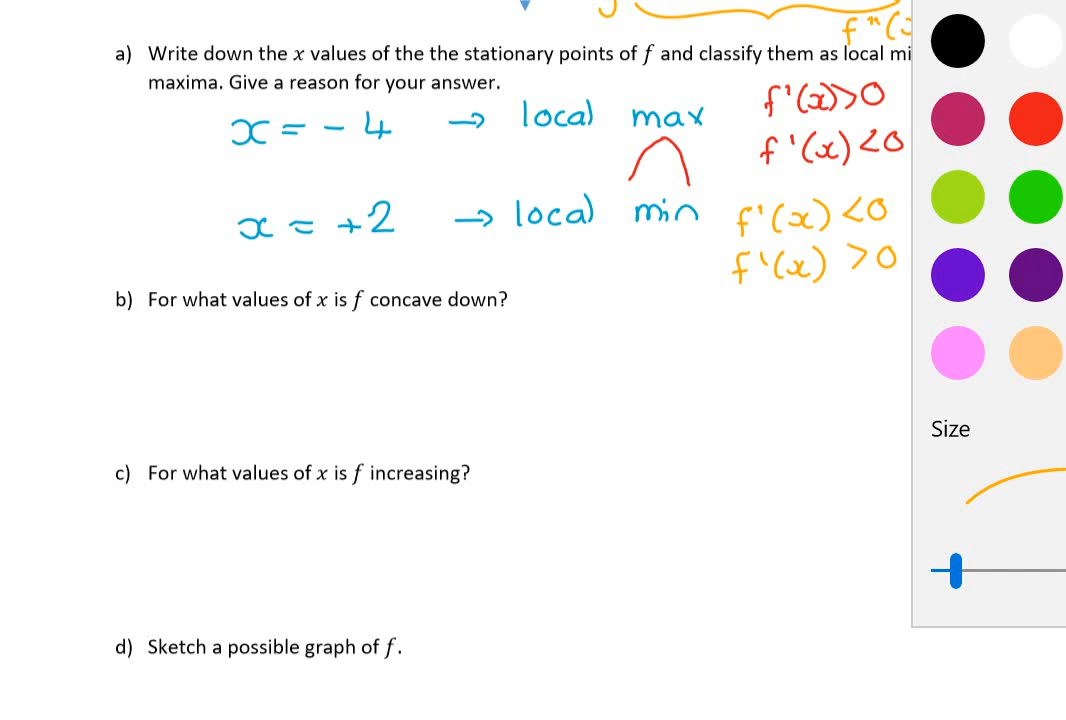 f "(
a) Write down the x values of the the stationary points of f and classify them as local mi
maxima. Give a reason for your answer.
f'(x)>0
x = - 4 → local max
f'(x) <0
x = +2 → local min f'(x) <0
f'(x) >0
b) For what values of x is f concave down?
Size
c) For what values of x is f increasing?
d) Sketch a possible graph of f.